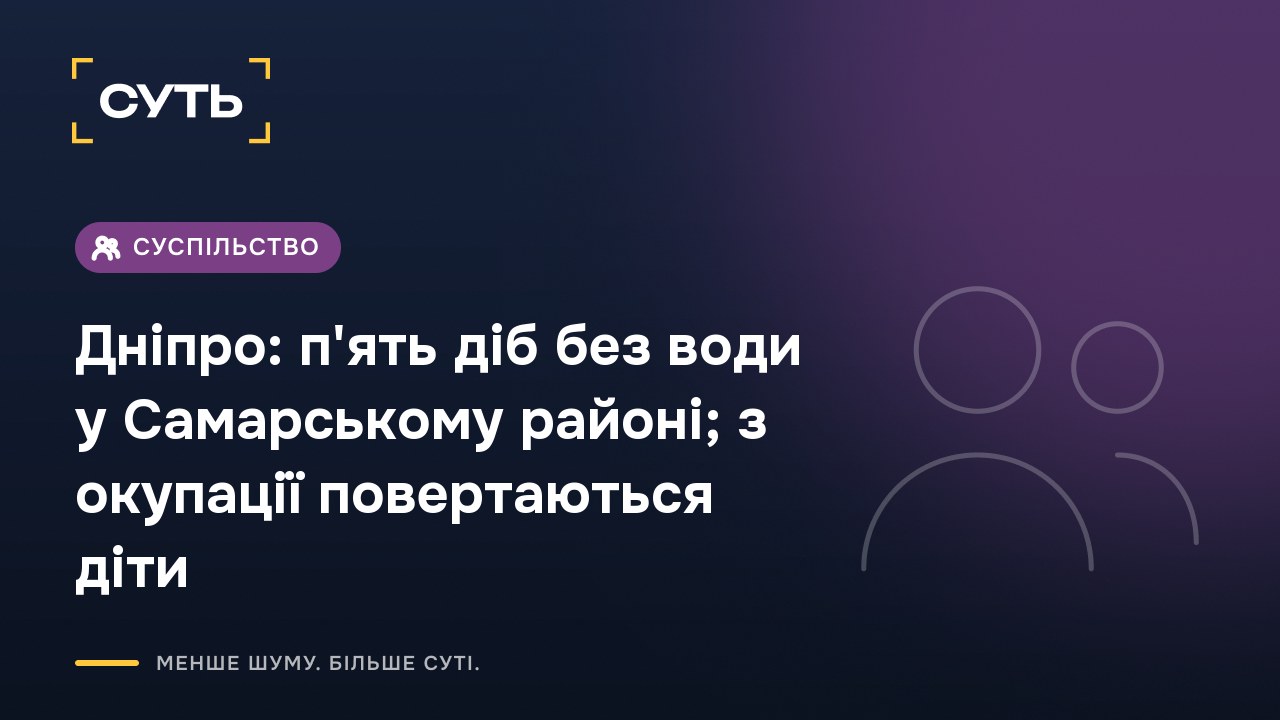 СУТЬ
СУСПІЛЬСТВО
Дніпро: п'ять діб без води
у Самарському районі; з
окупації повертаються
діти
МЕНШЕ ШУМУ. БІЛЬШЕ СУТІ.